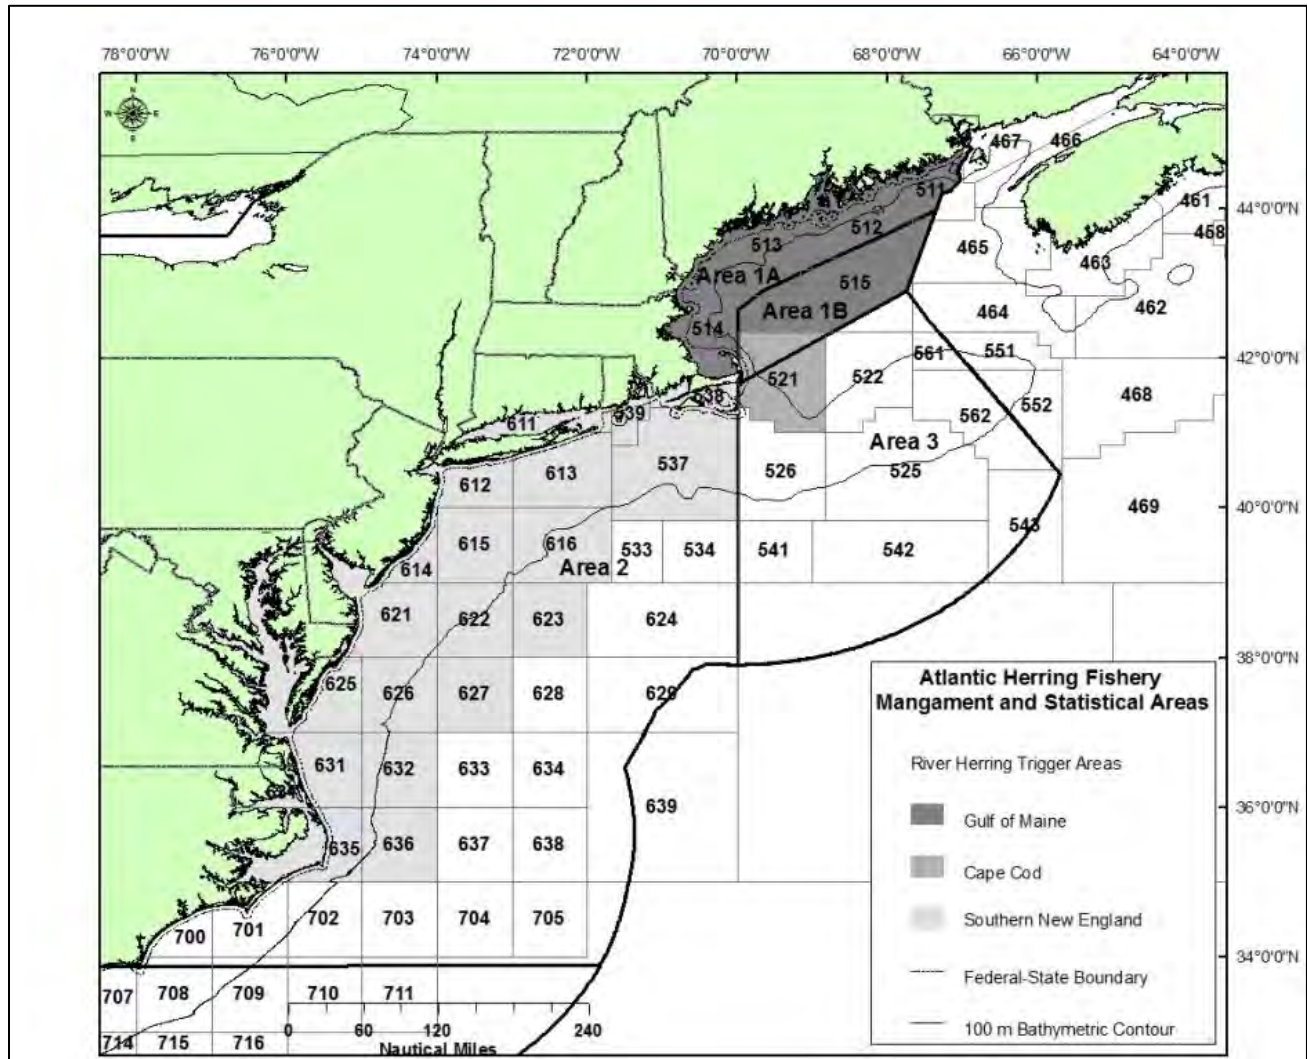 78°0'0"W 76°0'0"W 74°0'0"W 72°0'0"W 70°0'0"W 68°0'0"W 66°0'0"W 64°0'0"W
N
W E
S
467 466
511 461
44°0'0"N
512 458
513 465 463
Area 1A 515
Area 1B 464 462
514
561 551
42°0'0"N
521 522
538 552 468
539 562
611 Area 3
613 537 526 525
612
469
40°0'0"N
543
615 616 533 534 541 542
614 Area 2
621 622 623 624
38°0'0"N
625 626 627 628 629
631 632 633 634
639
36°0'0"N
635 636 637 638
702 703 704 705
700 701
34°0'0"N
707 708 709 710 711
0 60 120 240
714 715 716
Nautical Miles
Atlantic Herring Fishery
Mangament and Statistical Areas
River Herring Trigger Areas
Gulf of Maine
Cape Cod
Southern New England
Federal-State Boundary
100 m Bathymetric Contour